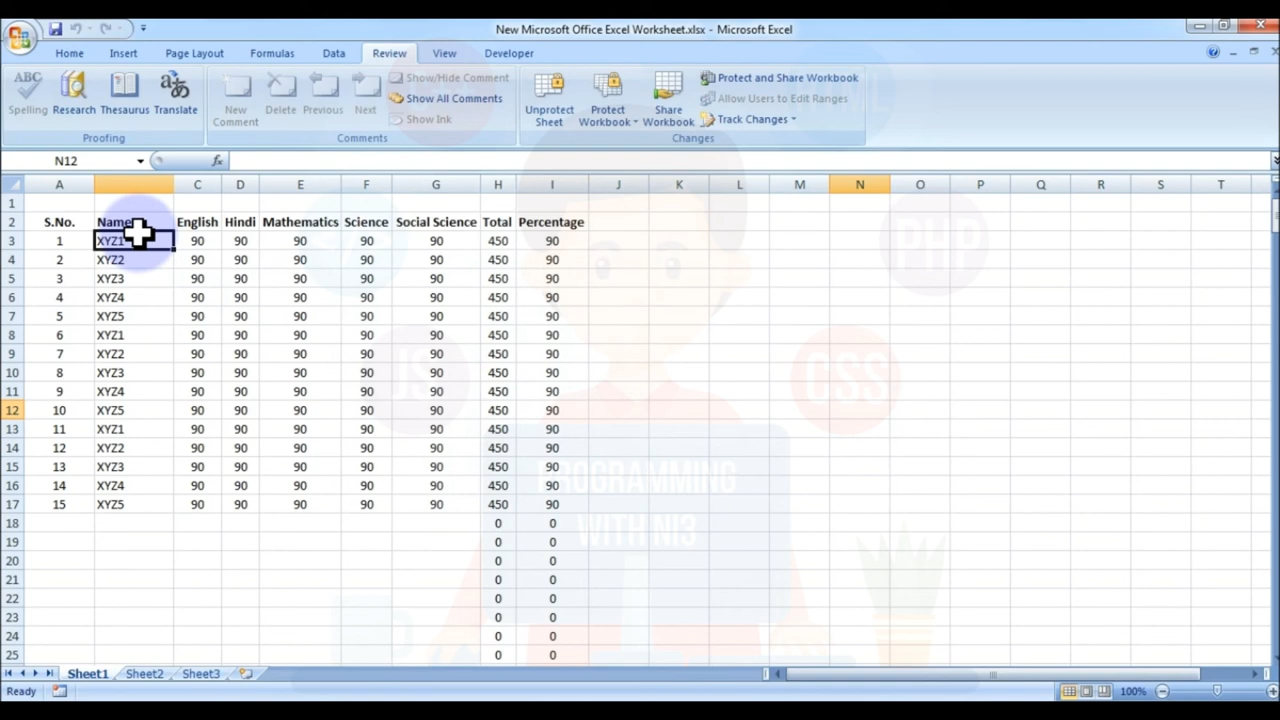 New Microsoft Office Excel Worksheet.xlsx - Microsoft Excel
Home Insert Page Layout Formulas Data Review View Developer
ABC Show/Hide Comment Protect and Share Workbook
Show All Comments Allow Users to Edit Ranges
Spelling Research Thesaurus Translate New Comment Delete Previous Next Show Ink Unprotect Sheet Protect Workbook Share Workbook Track Changes
Proofing Comments Changes
N12 fx
A C D E F G H I J K L M N O P Q R S T
1
2 S.No. Name English Hindi Mathematics Science Social Science Total Percentage
3 1 XYZ1 90 90 90 90 90 450 90
4 2 XYZ2 90 90 90 90 90 450 90
5 3 XYZ3 90 90 90 90 90 450 90
6 4 XYZ4 90 90 90 90 90 450 90
7 5 XYZ5 90 90 90 90 90 450 90
8 6 XYZ1 90 90 90 90 90 450 90
9 7 XYZ2 90 90 90 90 90 450 90
10 8 XYZ3 90 90 90 90 90 450 90
11 9 XYZ4 90 90 90 90 90 450 90
12 10 XYZ5 90 90 90 90 90 450 90
13 11 XYZ1 90 90 90 90 90 450 90
14 12 XYZ2 90 90 90 90 90 450 90
15 13 XYZ3 90 90 90 90 90 450 90
16 14 XYZ4 90 90 90 90 90 450 90
17 15 XYZ5 90 90 90 90 90 450 90
18 0 0
19 0 0
20 0 0
21 0 0
22 0 0
23 0 0
24 0 0
25 0 0
PHP
JS
CSS
PROGRAMMING
WITH NI3
Sheet1 Sheet2 Sheet3
Ready 100%